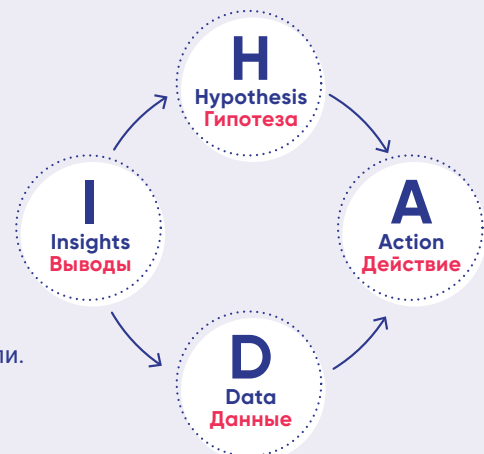 H
Hypothesis
Гипотеза
I
Insights
Выводы
A
Action
Действие
D
Data
Данные